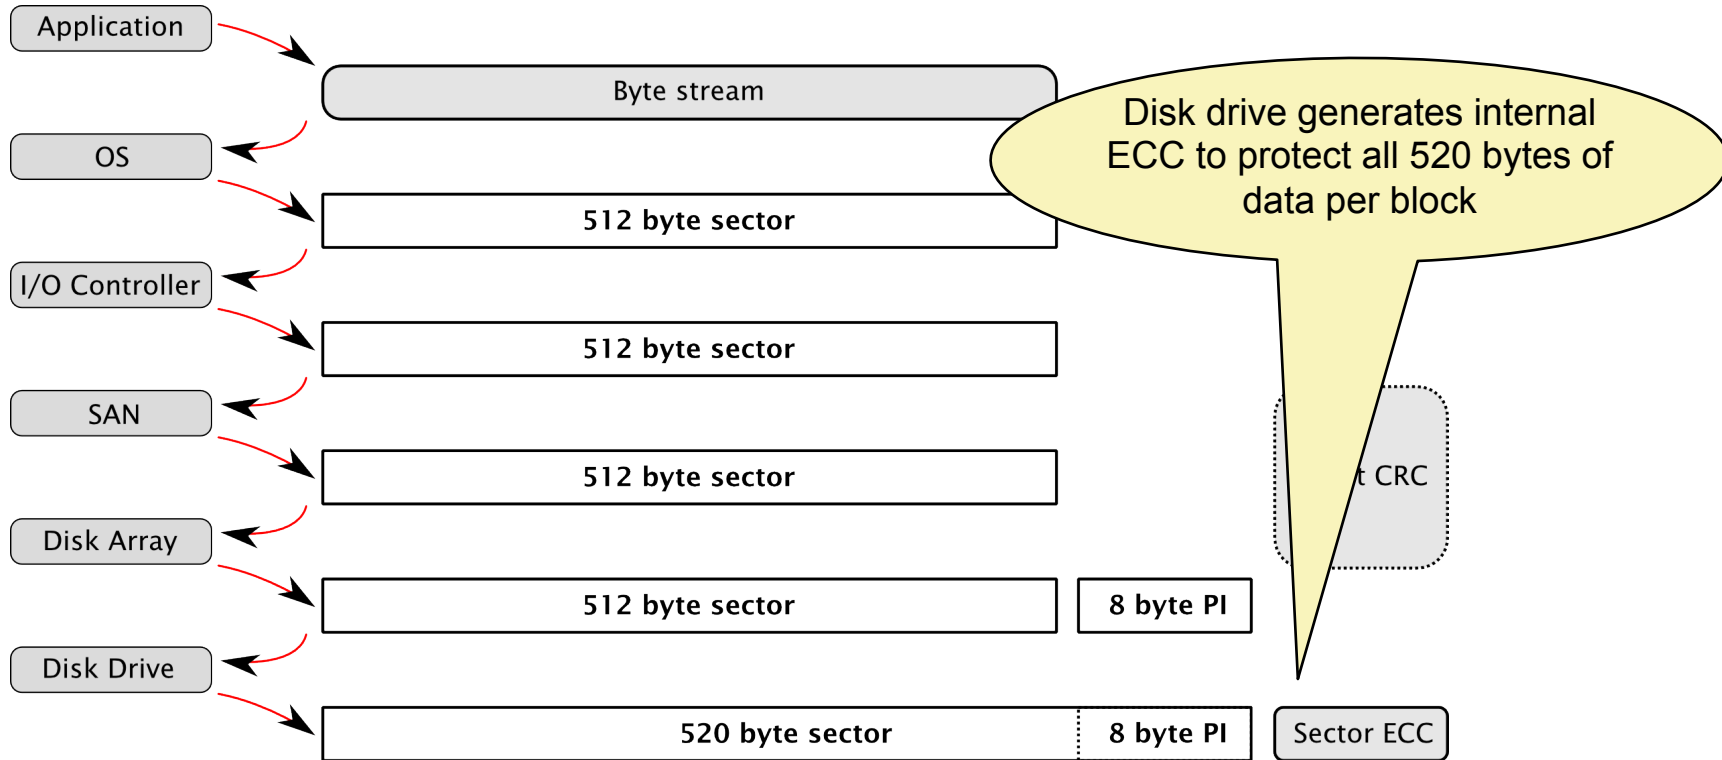 Application
Byte stream
Disk drive generates internal
ECC to protect all 520 bytes of
data per block
OS
512 byte sector
I/O Controller
512 byte sector
SAN
512 byte sector
t CRC
Disk Array
512 byte sector
8 byte PI
Disk Drive
520 byte sector
8 byte PI
Sector ECC